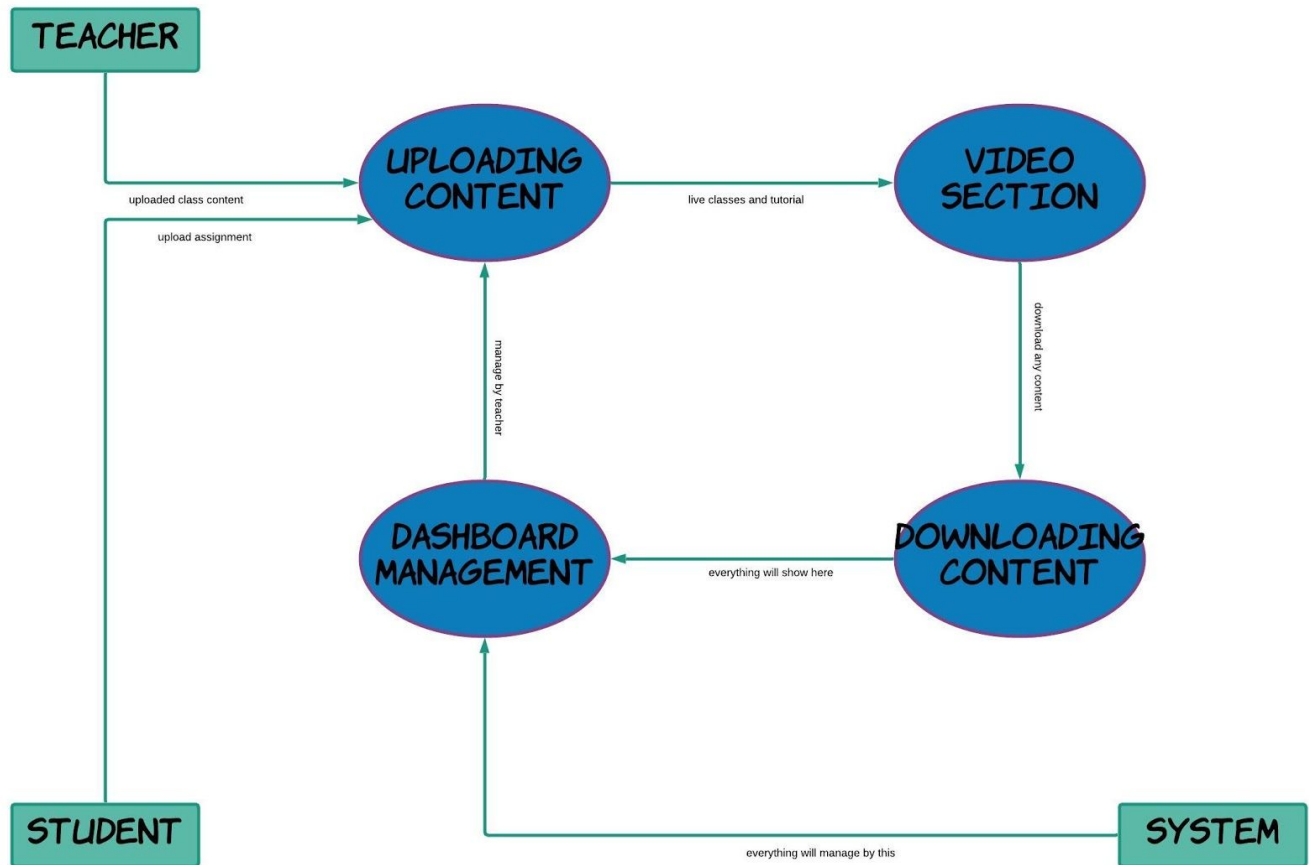 TEACHER
UPLOADING
CONTENT
VIDEO
SECTION
uploaded class content
live classes and tutorial
upload assignment
manage by teacher
download any content
DASHBOARD
MANAGEMENT
DOWNLOADING
CONTENT
everything will show here
STUDENT
SYSTEM
everything will manage by this